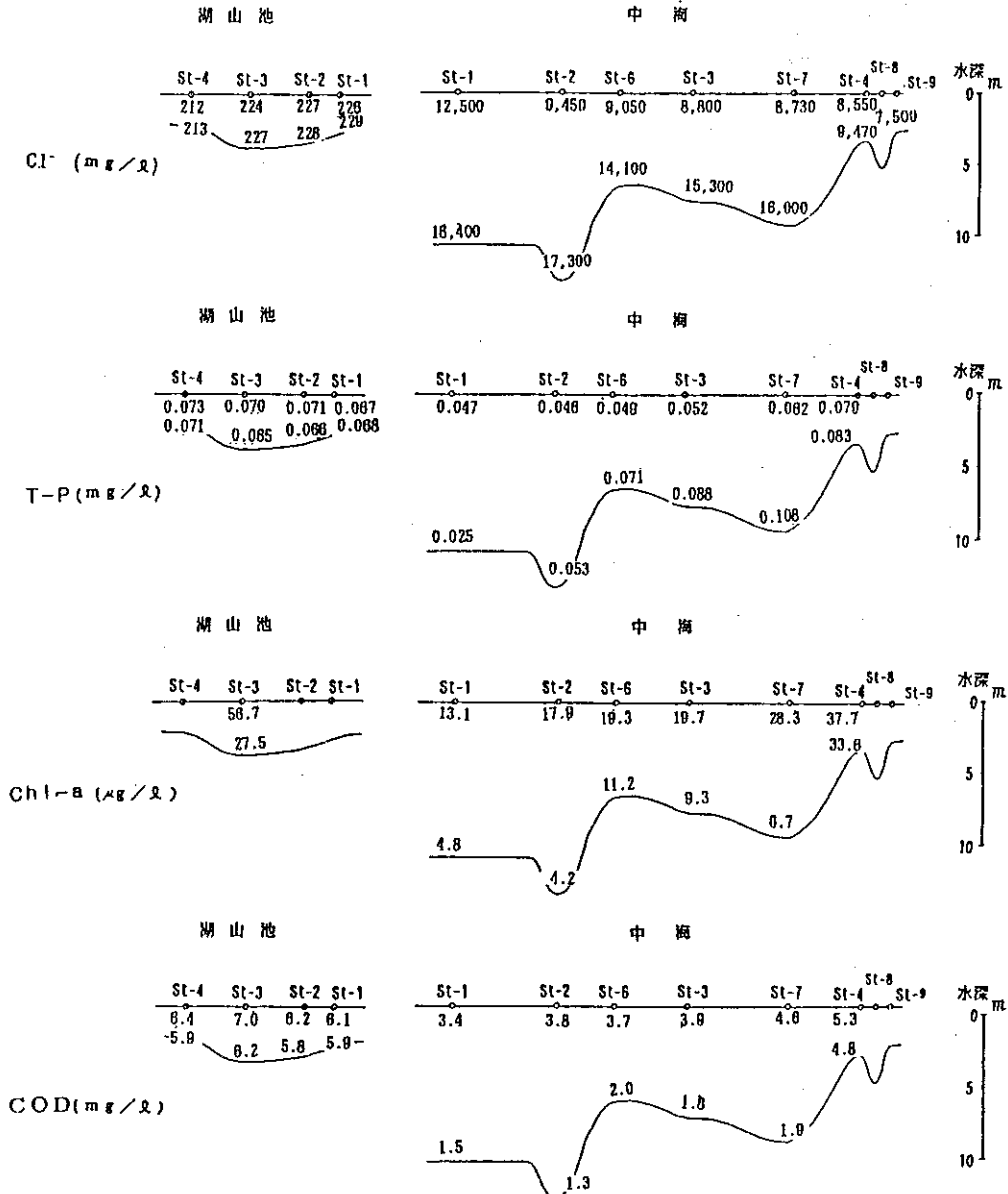 湖山池 中海
St-4 St-3 St-2 St-1 St-1 St-2 St-6 St-3 St-7 St-4 St-8 St-9 水深 m
212 224 227 226 12,500 9,450 9,050 8,800 8,730 8,550 7,500 0
213 227 228 229 9,470
Cl⁻ (mg/ℓ) 14,100 15,300 5
16,400 17,300 16,000 10
湖山池 中海
St-4 St-3 St-2 St-1 St-1 St-2 St-6 St-3 St-7 St-4 St-8 St-9 水深 m
0.073 0.070 0.071 0.067 0.047 0.046 0.049 0.052 0.062 0.079 0
0.071 0.065 0.066 0.068 0.083
T-P (mg/ℓ) 0.071 0.088 5
0.025 0.053 0.108 10
湖山池 中海
St-4 St-3 St-2 St-1 St-1 St-2 St-6 St-3 St-7 St-4 St-8 St-9 水深 m
56.7 13.1 17.9 19.3 19.7 28.3 37.7 0
27.5 33.6
Chl-a (μg/ℓ) 11.2 9.3 5
4.8 4.2 0.7 10
湖山池 中海
St-4 St-3 St-2 St-1 St-1 St-2 St-6 St-3 St-7 St-4 St-8 St-9 水深 m
6.4 7.0 6.2 6.1 3.4 3.8 3.7 3.9 4.6 5.3 0
5.9 6.2 5.8 5.9 4.8
COD (mg/ℓ) 2.0 1.8 5
1.5 1.3 1.9 10